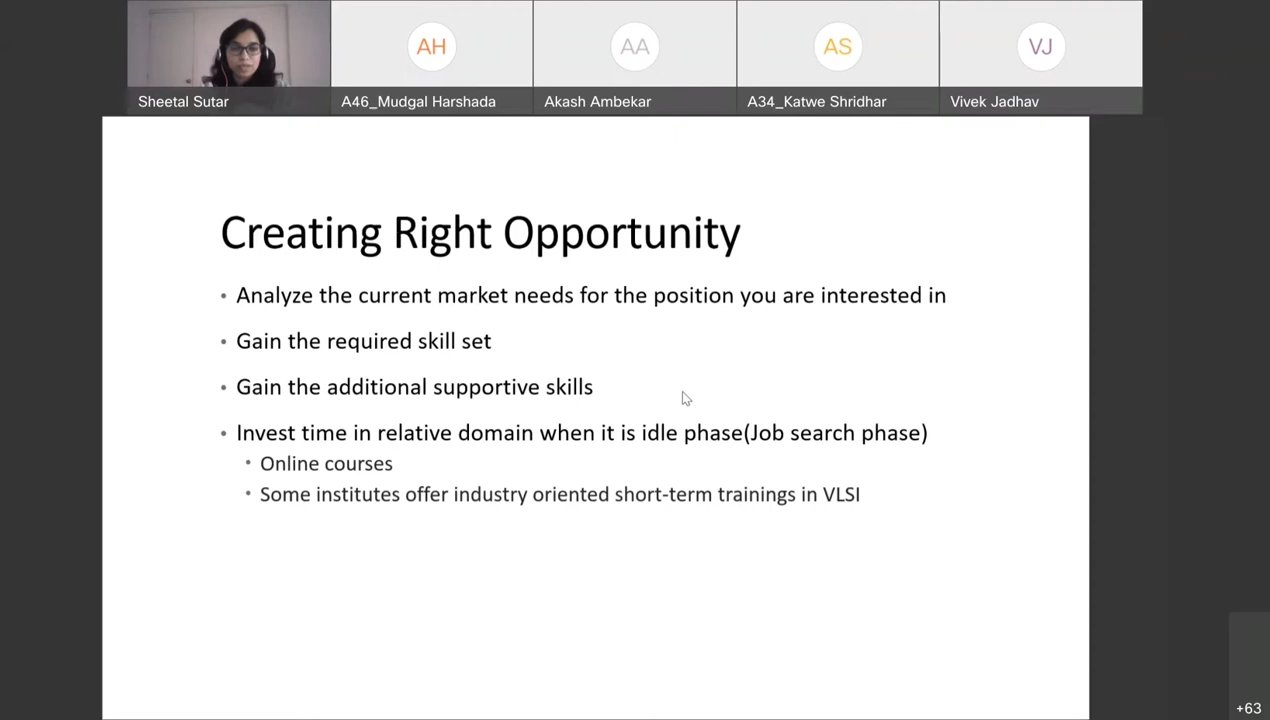 AH
AA
AS
VJ
Sheetal Sutar
A46_Mudgal Harshada
Akash Ambekar
A34_Katwe Shridhar
Vivek Jadhav
Creating Right Opportunity
• Analyze the current market needs for the position you are interested in
• Gain the required skill set
• Gain the additional supportive skills
• Invest time in relative domain when it is idle phase(Job search phase)
• Online courses
• Some institutes offer industry oriented short-term trainings in VLSI
+63